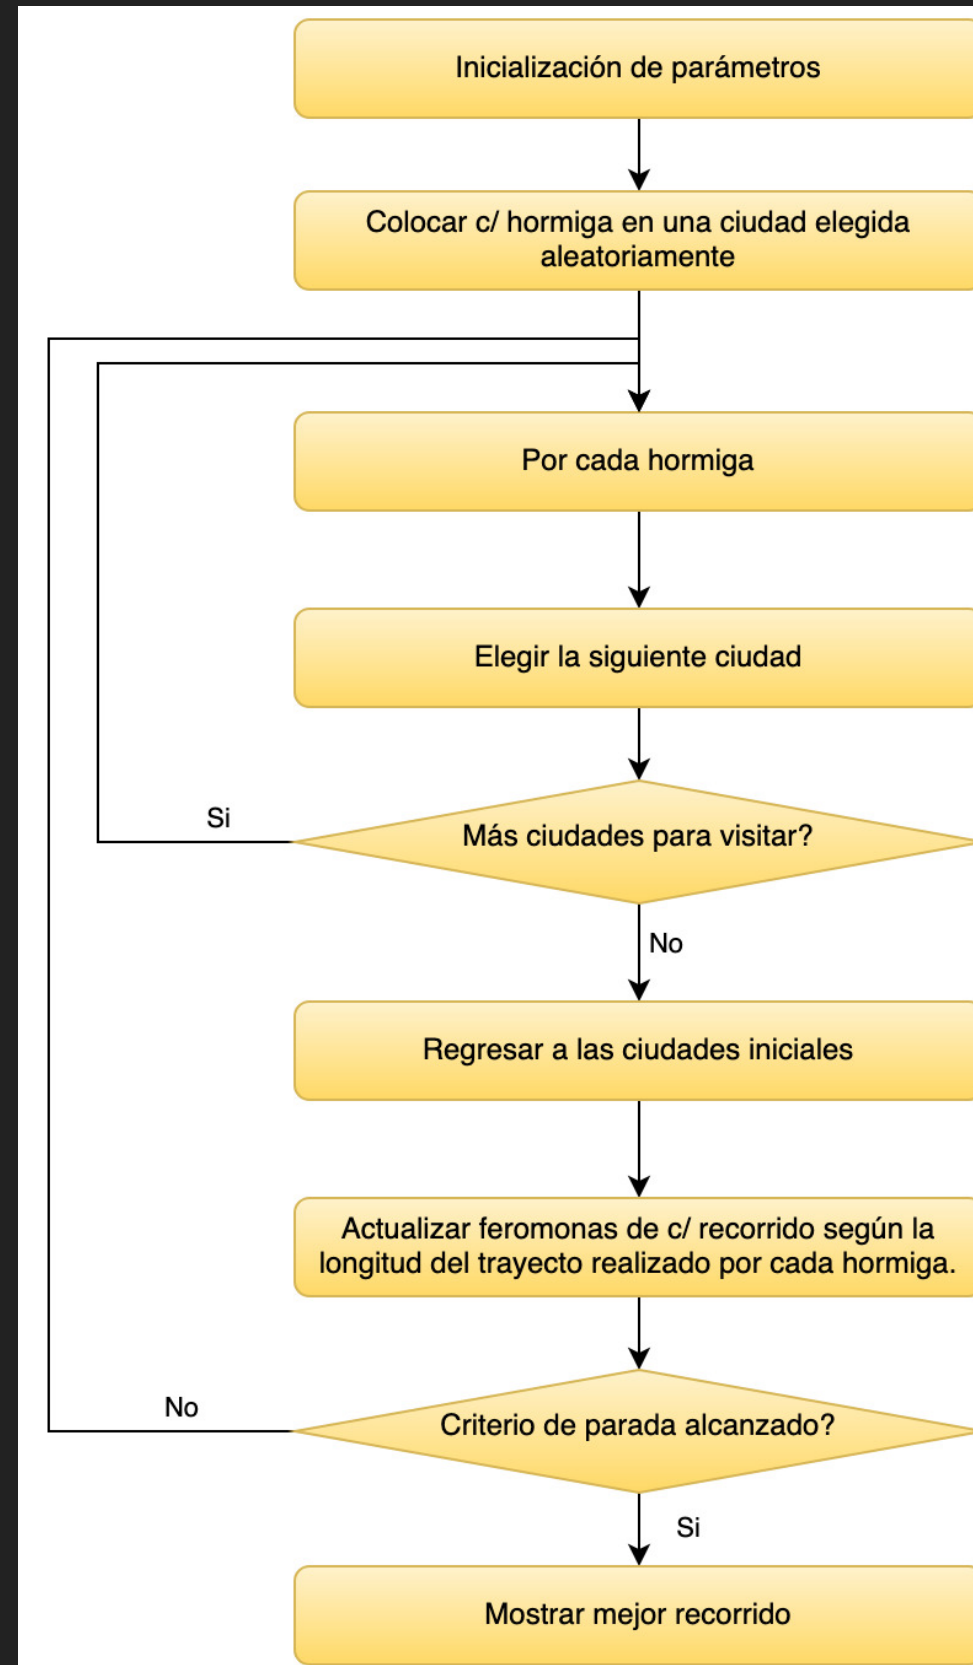 Inicialización de parámetros
Colocar c/ hormiga en una ciudad elegida
aleatoriamente
Por cada hormiga
Elegir la siguiente ciudad
Si
Más ciudades para visitar?
No
Regresar a las ciudades iniciales
Actualizar feromonas de c/ recorrido según la
longitud del trayecto realizado por cada hormiga.
No
Criterio de parada alcanzado?
Si
Mostrar mejor recorrido